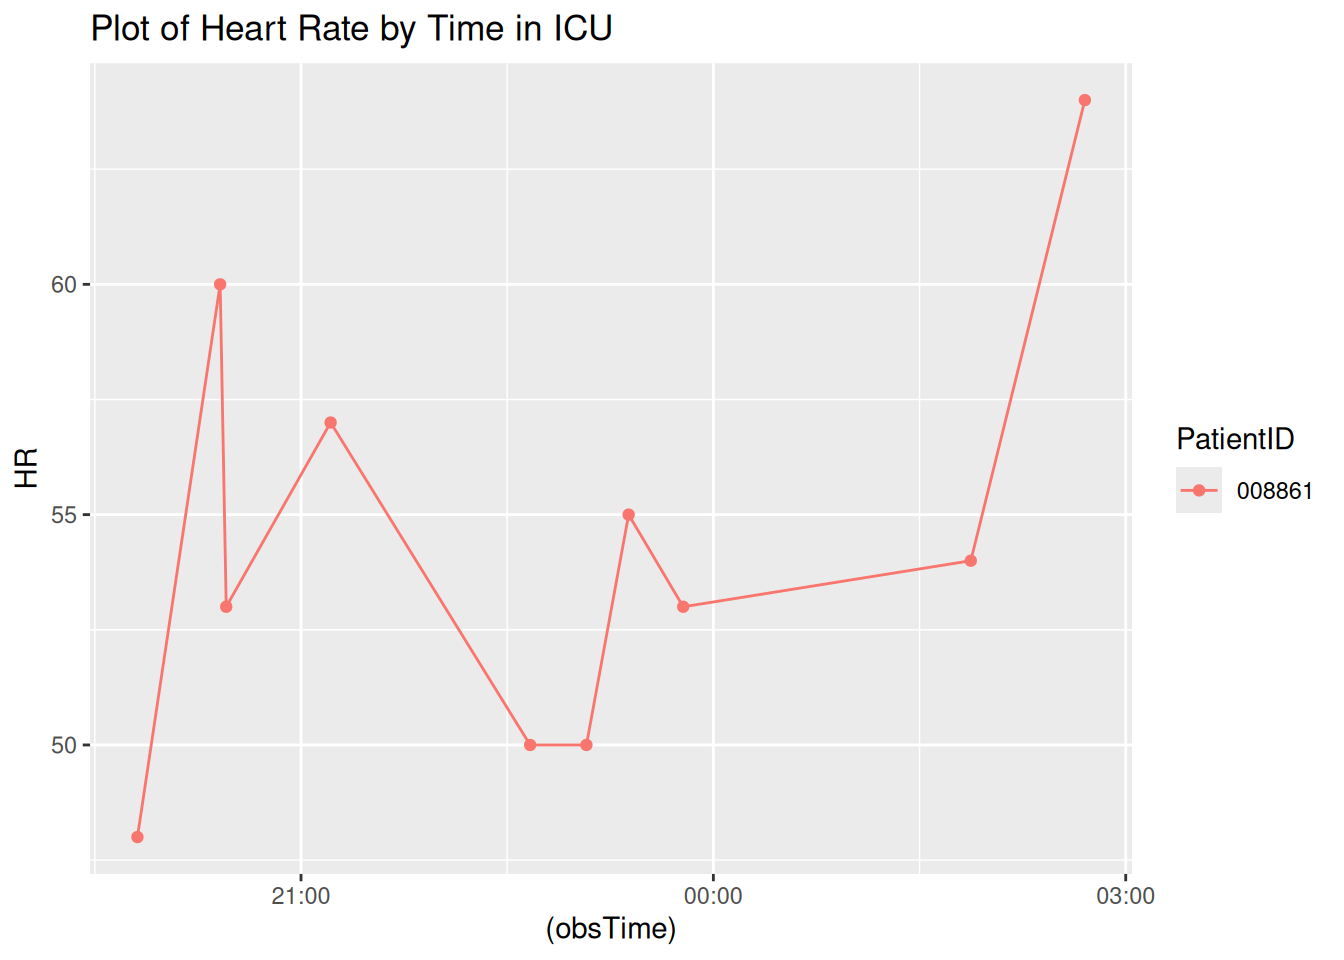 Plot of Heart Rate by Time in ICU
60
55
50
HR
21:00
00:00
03:00
(obsTime)
PatientID
008861